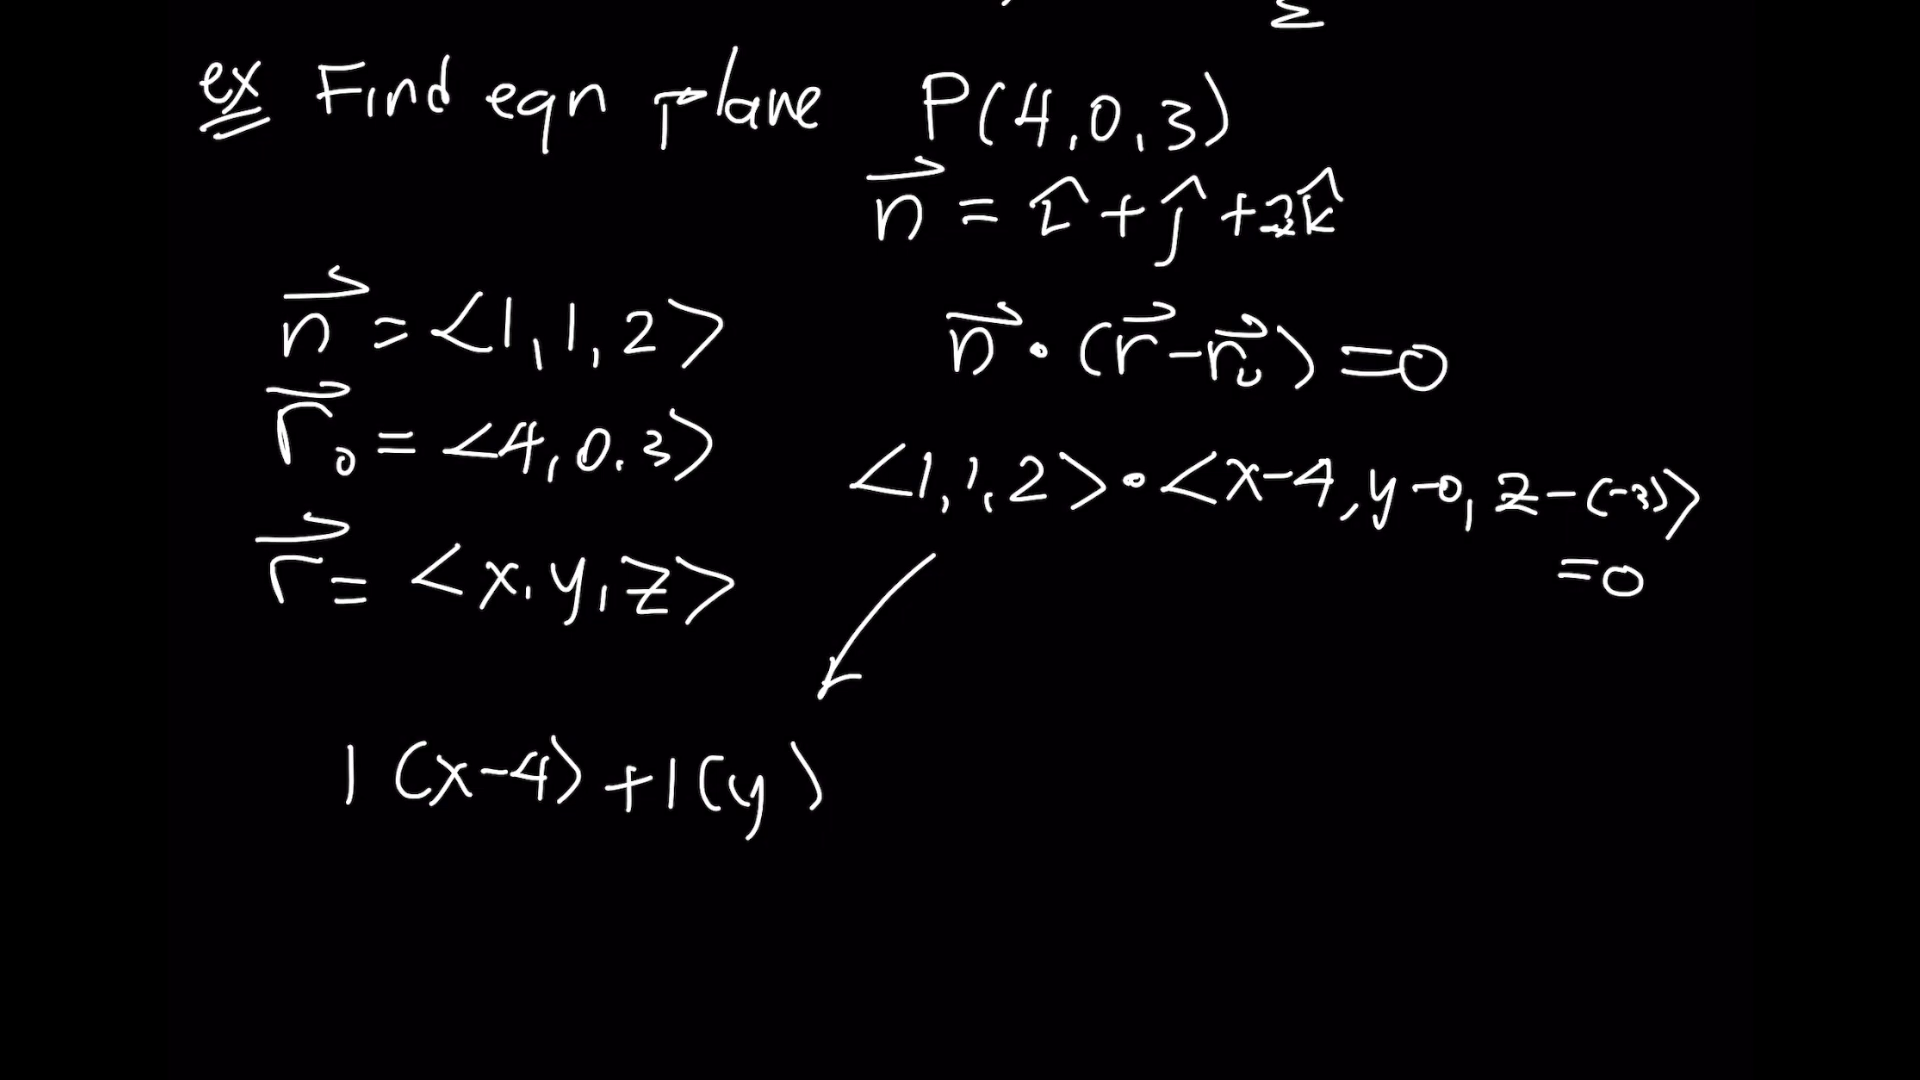 Σ
ex Find eqn plane P(4,0,3)
n⃗ = î + ĵ + 2k̂
n⃗ = <1,1,2>
n⃗ · (r⃗ - r⃗₀) = 0
r⃗₀ = <4,0.3>
<1,1,2> · <x-4, y-0, z-(-3)>
= 0
r⃗ = <x,y,z>
1(x-4) + 1(y )